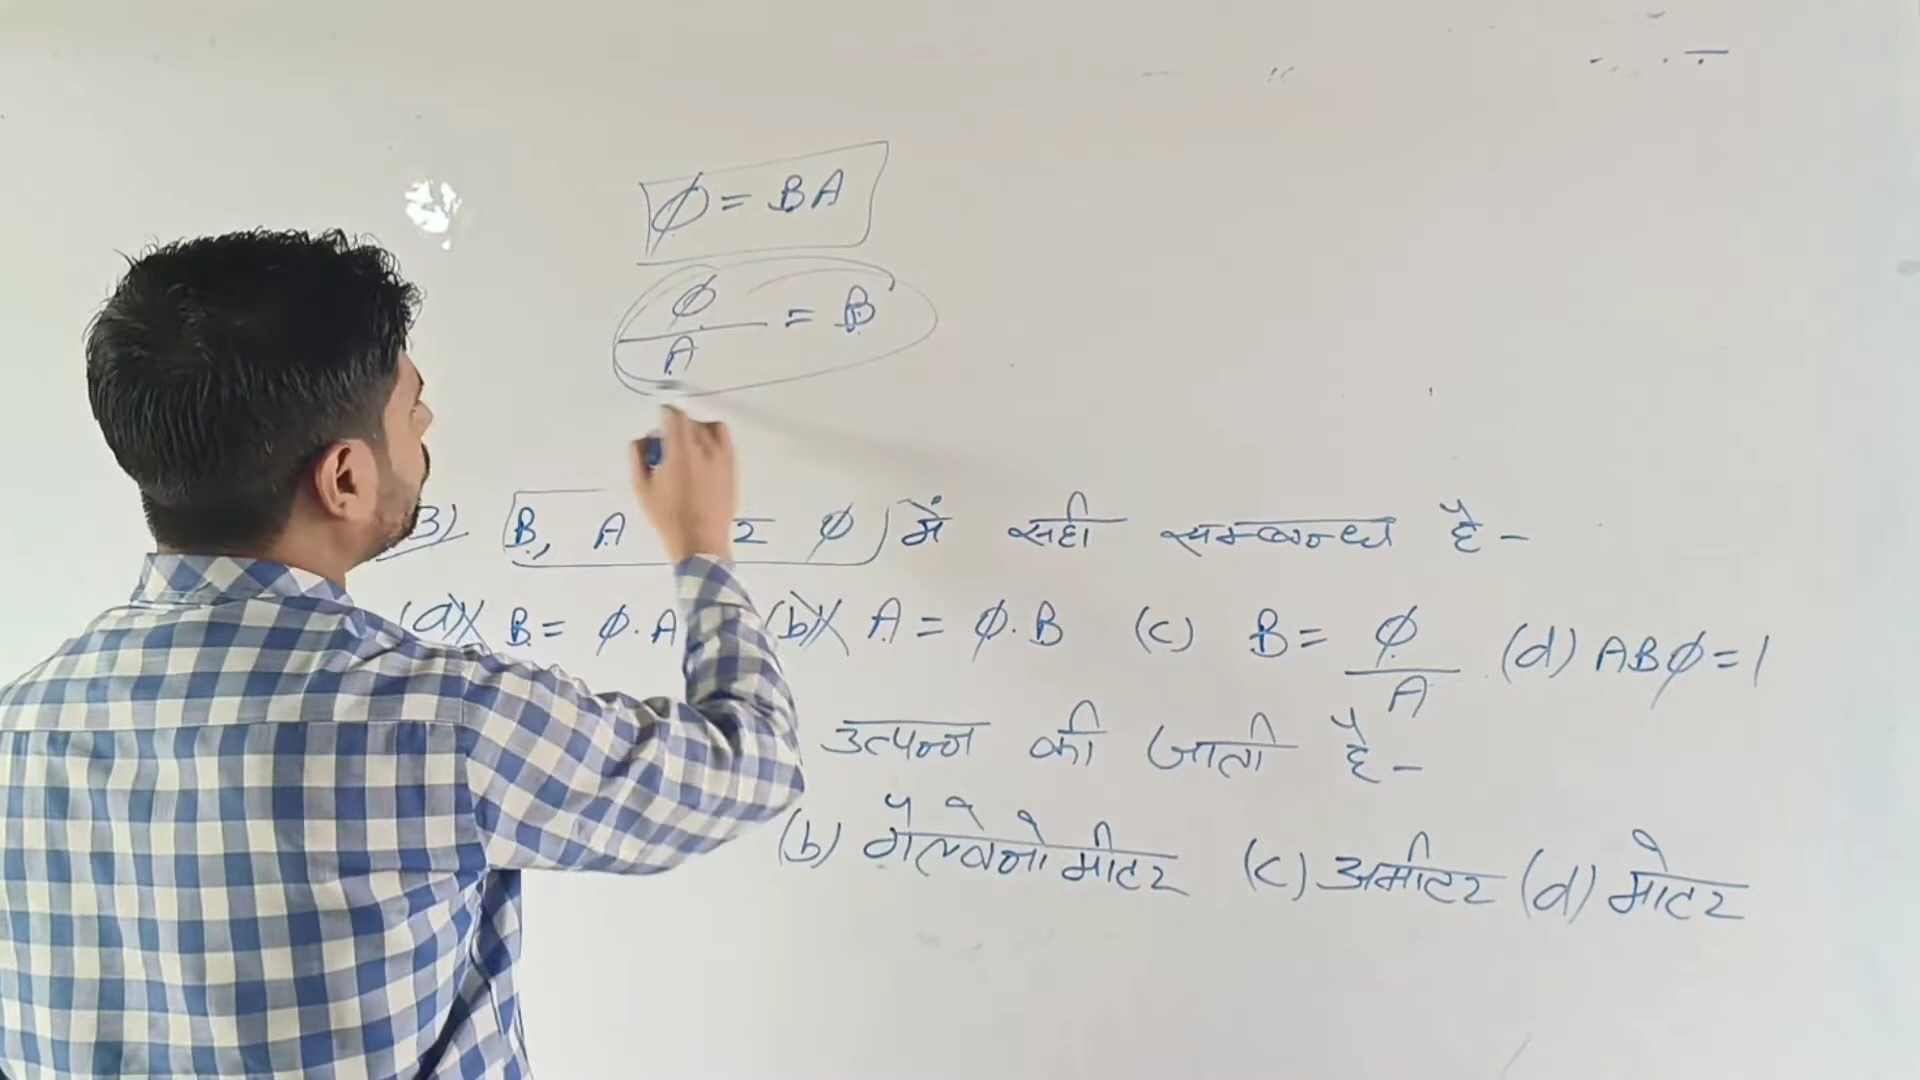 ϕ = BA
ϕ/A = B
3) B, A र ϕ में सही सम्बन्ध है -
(a) B = ϕ.A (b) A = ϕ.B (c) B = ϕ/A (d) ABϕ = 1
उत्पन्न की जाती है -
(b) गैल्वेनोमीटर (c) अमीटर (d) मोटर